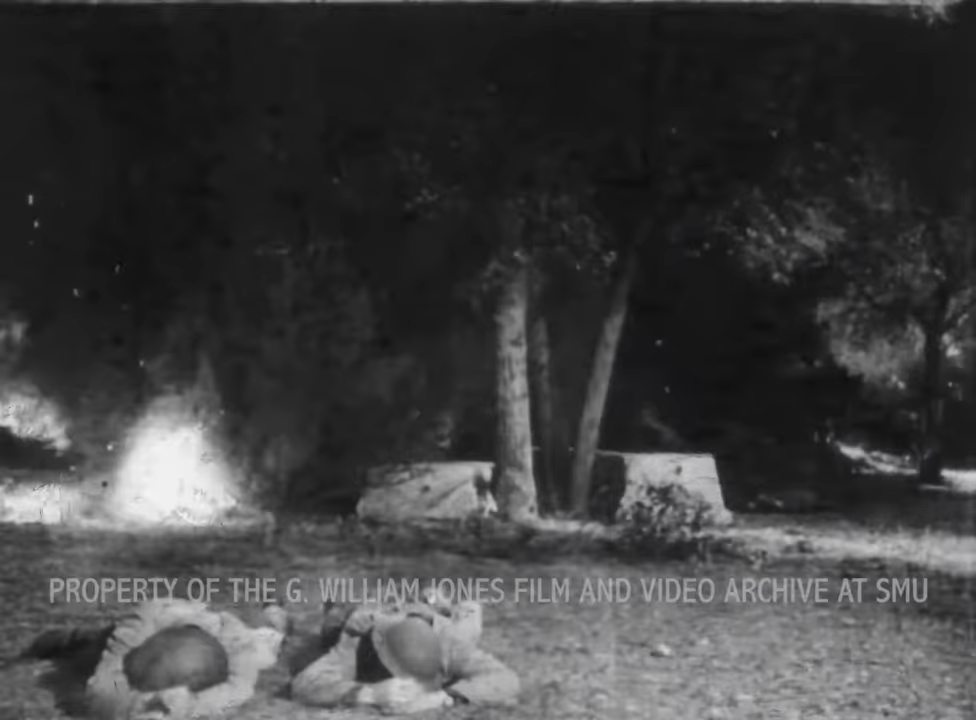 PROPERTY OF THE G. WILLIAM JONES FILM AND VIDEO ARCHIVE AT SMU